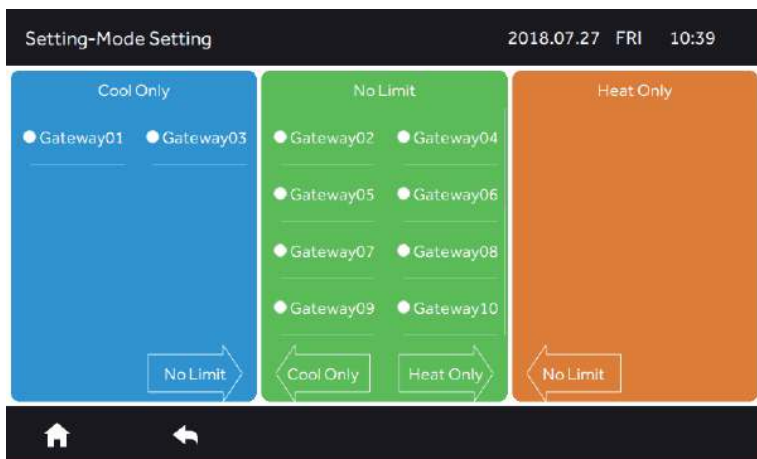 Setting-Mode Setting 2018.07.27 FRI 10:39
Cool Only
Gateway01 Gateway03
No Limit
No Limit
Gateway02 Gateway04
Gateway05 Gateway06
Gateway07 Gateway08
Gateway09 Gateway10
Cool Only Heat Only
Heat Only
No Limit